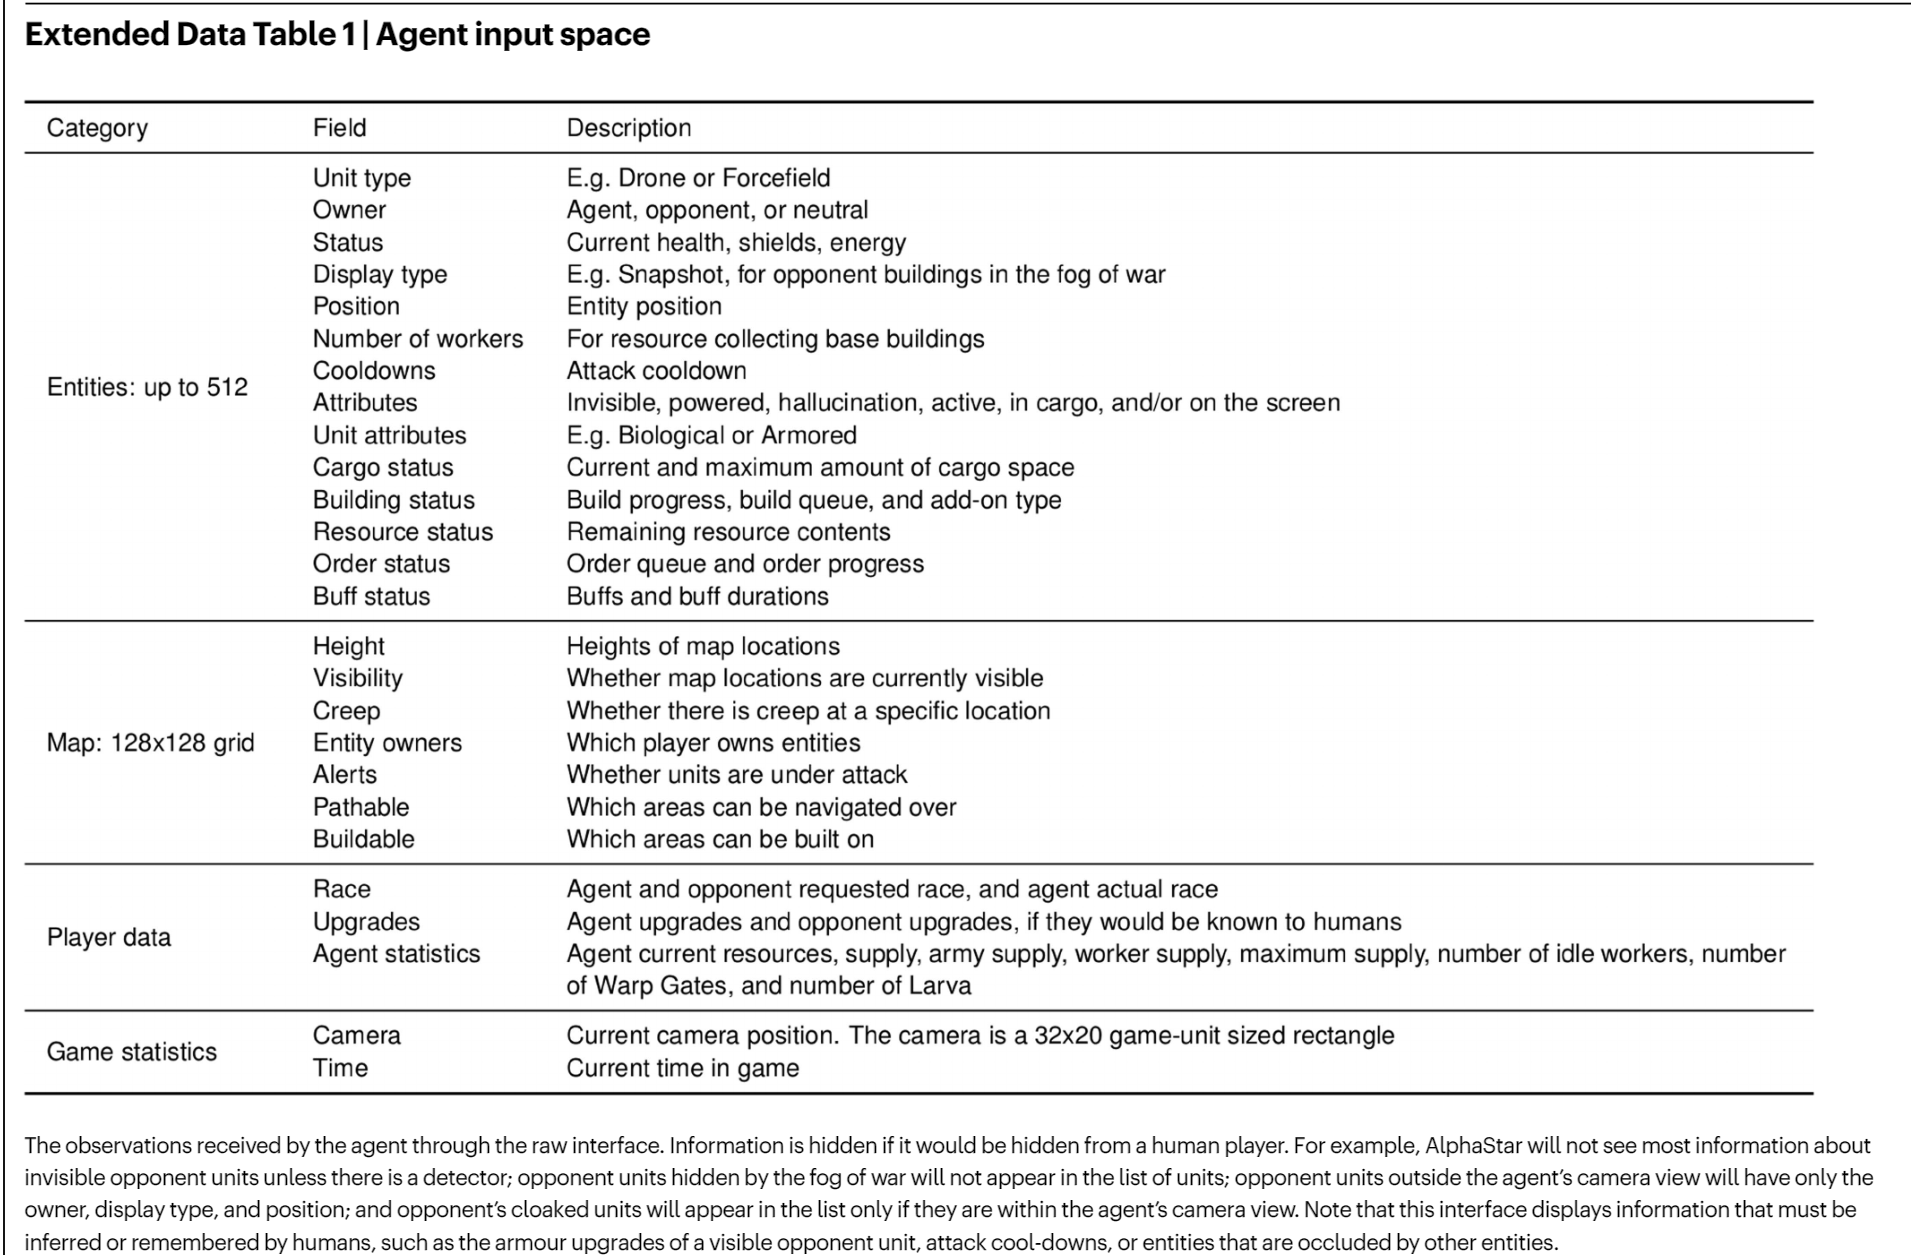 Extended Data Table 1 | Agent input space
Category Field Description
Unit type E.g. Drone or Forcefield
Owner Agent, opponent, or neutral
Status Current health, shields, energy
Display type E.g. Snapshot, for opponent buildings in the fog of war
Position Entity position
Number of workers For resource collecting base buildings
Cooldowns Attack cooldown
Entities: up to 512
Attributes Invisible, powered, hallucination, active, in cargo, and/or on the screen
Unit attributes E.g. Biological or Armored
Cargo status Current and maximum amount of cargo space
Building status Build progress, build queue, and add-on type
Resource status Remaining resource contents
Order status Order queue and order progress
Buff status Buffs and buff durations
Height Heights of map locations
Visibility Whether map locations are currently visible
Creep Whether there is creep at a specific location
Map: 128x128 grid Entity owners Which player owns entities
Alerts Whether units are under attack
Pathable Which areas can be navigated over
Buildable Which areas can be built on
Race Agent and opponent requested race, and agent actual race
Upgrades Agent upgrades and opponent upgrades, if they would be known to humans
Player data
Agent statistics Agent current resources, supply, army supply, worker supply, maximum supply, number of idle workers, number
of Warp Gates, and number of Larva
Camera Current camera position. The camera is a 32x20 game-unit sized rectangle
Game statistics
Time Current time in game
The observations received by the agent through the raw interface. Information is hidden if it would be hidden from a human player. For example, AlphaStar will not see most information about
invisible opponent units unless there is a detector; opponent units hidden by the fog of war will not appear in the list of units; opponent units outside the agent’s camera view will have only the
owner, display type, and position; and opponent’s cloaked units will appear in the list only if they are within the agent’s camera view. Note that this interface displays information that must be
inferred or remembered by humans, such as the armour upgrades of a visible opponent unit, attack cool-downs, or entities that are occluded by other entities.